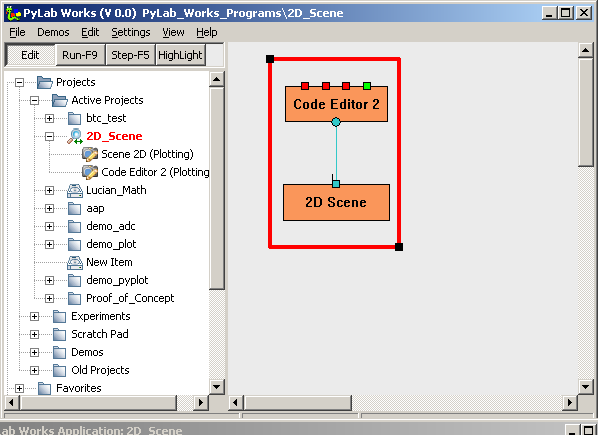 PyLab Works (V 0.0)  PyLab_Works_Programs\2D_Scene
File Demos Edit Settings View Help
Edit Run-F9 Step-F5 HighLight
Projects
Active Projects
btc_test
2D_Scene
Scene 2D (Plotting)
Code Editor 2 (Plotting
Lucian_Math
aap
demo_adc
demo_plot
New Item
demo_pyplot
Proof_of_Concept
Experiments
Scratch Pad
Demos
Old Projects
Favorites
Code Editor 2
2D Scene
ab Works Application: 2D_Scene